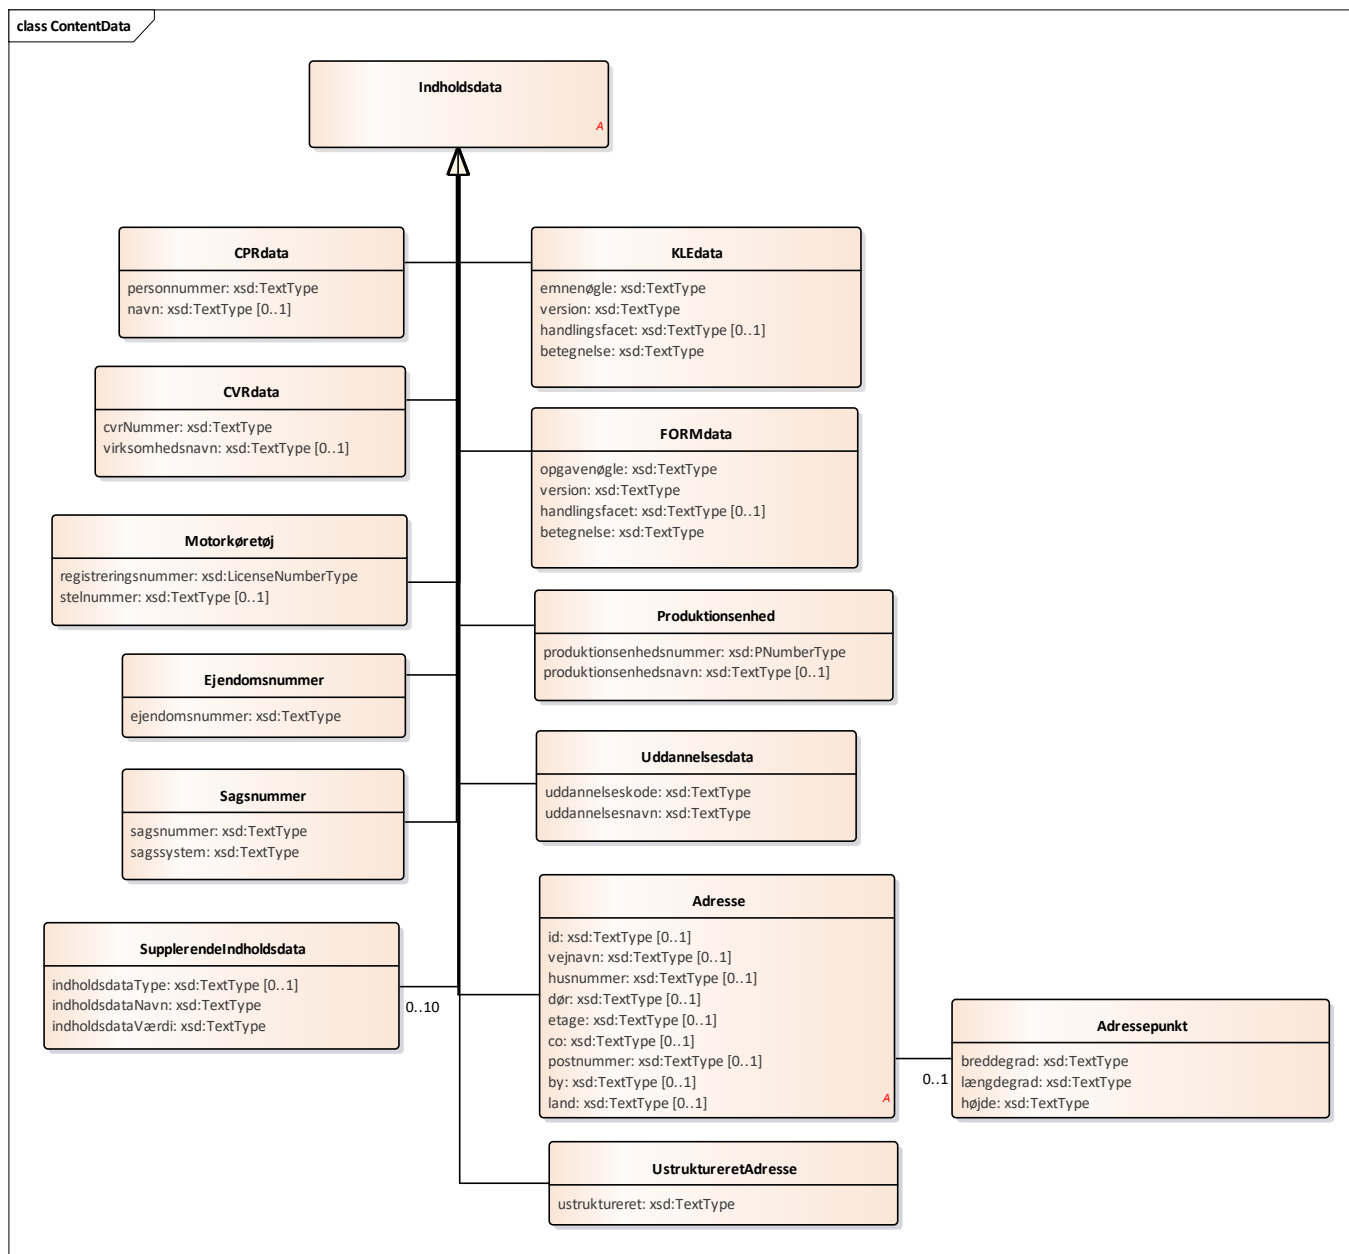 class ContentData
Indholdsdata
A
CPRdata
personnummer: xsd:TextType
navn: xsd:TextType [0..1]
KLEdata
emnenøgle: xsd:TextType
version: xsd:TextType
handlingsfacet: xsd:TextType [0..1]
betegnelse: xsd:TextType
CVRdata
cvrNummer: xsd:TextType
virksomhedsnavn: xsd:TextType [0..1]
FORMdata
opgavenøgle: xsd:TextType
version: xsd:TextType
handlingsfacet: xsd:TextType [0..1]
betegnelse: xsd:TextType
Motorkøretøj
registreringsnummer: xsd:LicenseNumberType
stelnummer: xsd:TextType [0..1]
Produktionsenhed
produktionsenhedsnummer: xsd:PNumberType
produktionsenhedsnavn: xsd:TextType [0..1]
Ejendomsnummer
ejendomsnummer: xsd:TextType
Uddannelsesdata
uddannelseskode: xsd:TextType
uddannelsesnavn: xsd:TextType
Sagsnummer
sagsnummer: xsd:TextType
sagssystem: xsd:TextType
Adresse
id: xsd:TextType [0..1]
vejnavn: xsd:TextType [0..1]
husnummer: xsd:TextType [0..1]
dør: xsd:TextType [0..1]
etage: xsd:TextType [0..1]
co: xsd:TextType [0..1]
postnummer: xsd:TextType [0..1]
by: xsd:TextType [0..1]
land: xsd:TextType [0..1]
A
SupplerendeIndholdsdata
indholdsdataType: xsd:TextType [0..1]
indholdsdataNavn: xsd:TextType
indholdsdataVærdi: xsd:TextType
0..10
Adressepunkt
breddegrad: xsd:TextType
længdegrad: xsd:TextType
højde: xsd:TextType
0..1
UstruktureretAdresse
ustruktureret: xsd:TextType